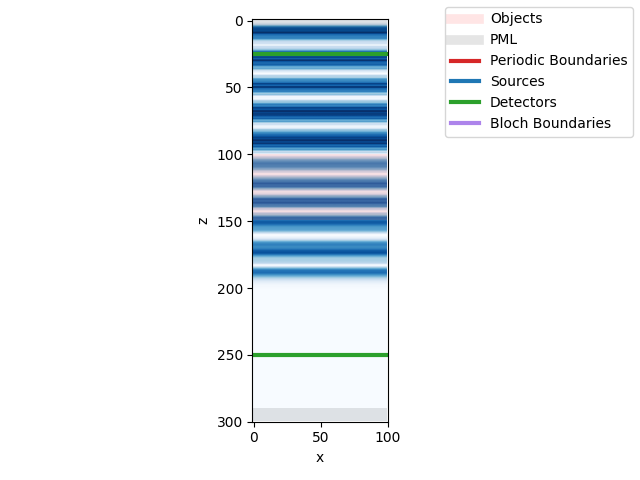 Objects
PML
Periodic Boundaries
Sources
Detectors
Bloch Boundaries
0
50
100
150
200
250
300
z
0
50
100
x